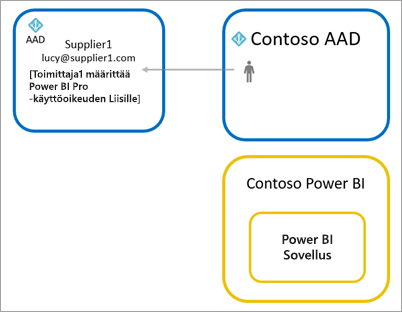 AAD
Supplier1
lucy@supplier1.com
[Toimittaja1 määrittää
Power BI Pro
-käyttöoikeuden Liisille]
Contoso AAD
Contoso Power BI
Power BI
Sovellus